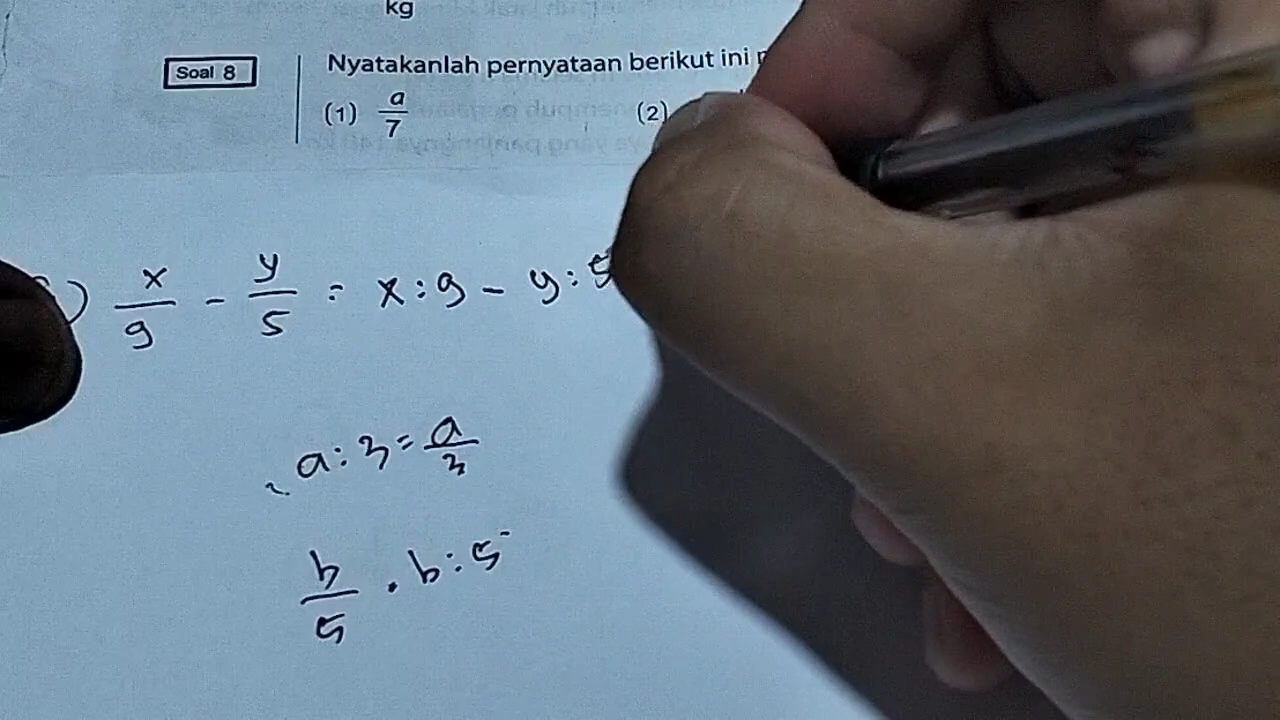 kg
Soal 8
Nyatakanlah pernyataan berikut ini
(1) a/7 (2)
) x/9 - y/5 = x : 9 - y : 5
a : 3 = a/3
b/5 . b : 5